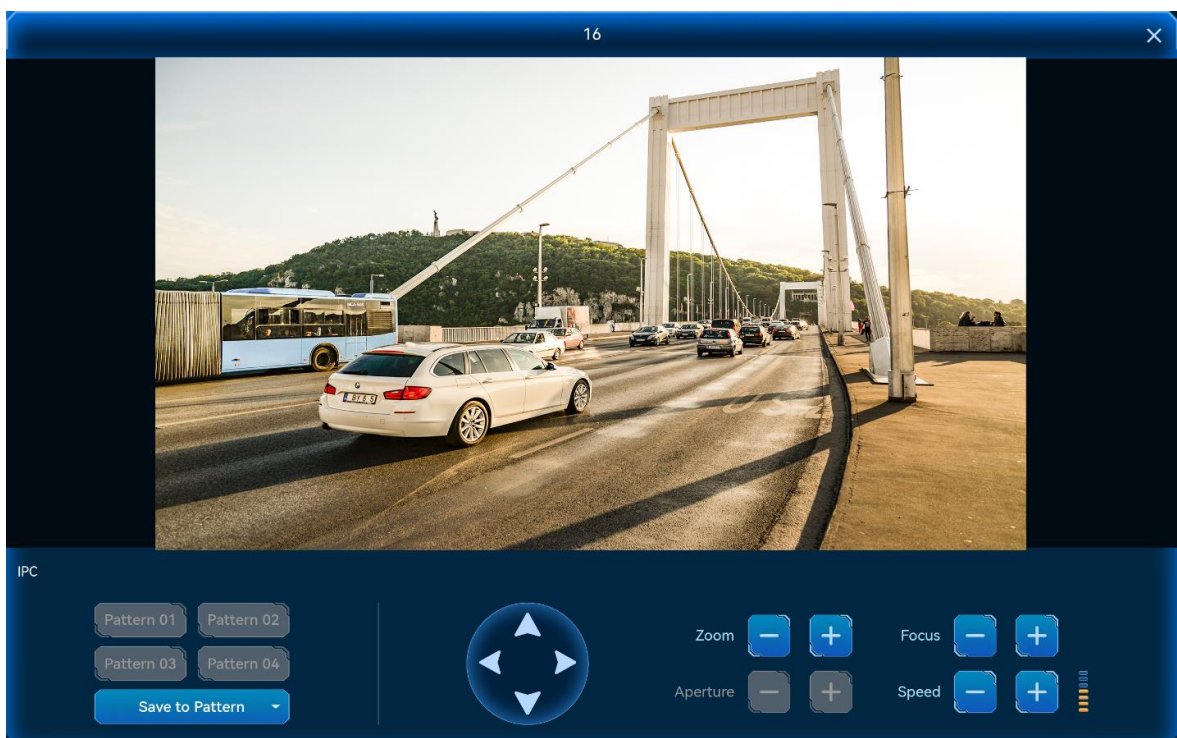 16
IPC
Pattern 01 Pattern 02
Pattern 03 Pattern 04
Save to Pattern
Zoom
Focus
Aperture
Speed